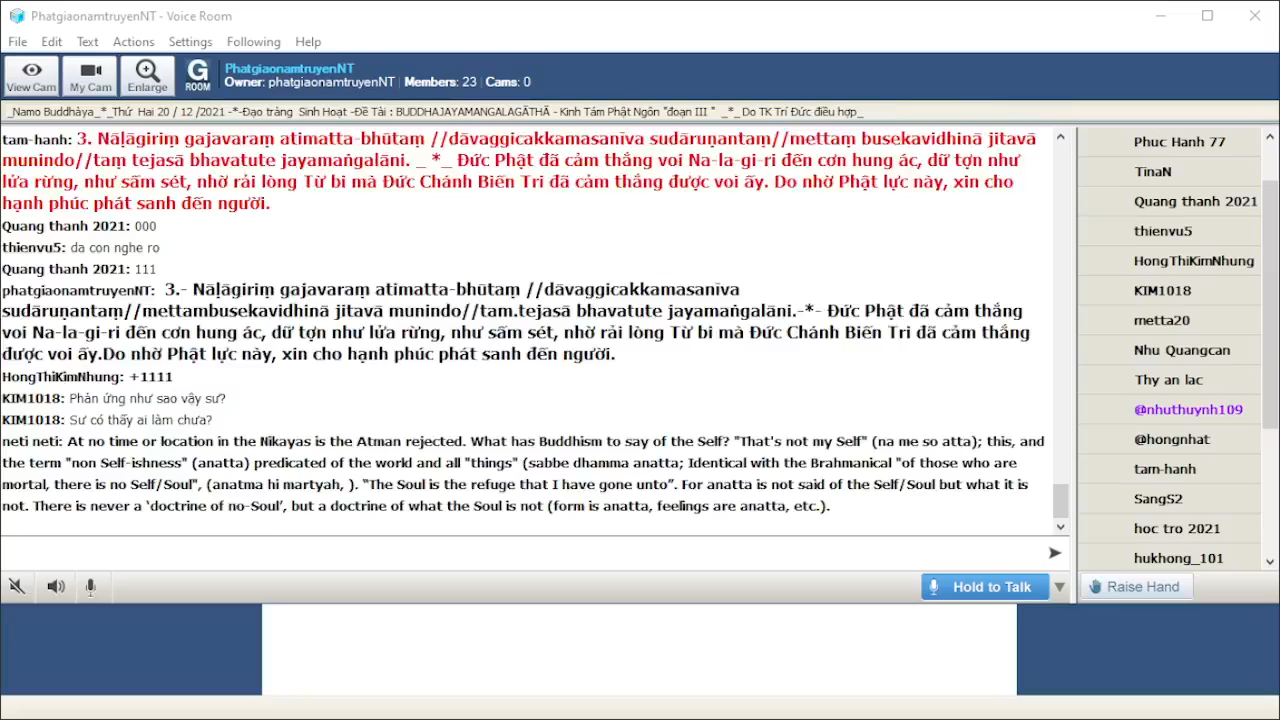 PhatgiaonamtruyenNT - Voice Room
File Edit Text Actions Settings Following Help
View Cam My Cam Enlarge G ROOM
PhatgiaonamtruyenNT
Owner: phatgiaonamtruyenNT Members: 23 Cams: 0
_Namo Buddhàya_*_Thứ Hai 20 / 12 /2021 -*-Đạo tràng Sinh Hoạt -Đề Tài : BUDDHAJAYAMANGALAGĀTHĀ - Kinh Tám Phật Ngôn "đoạn III " _*_ Do TK Trí Đức điều hợp_
tam-hanh: 3. Nāḷāgiriṃ gajavaraṃ atimatta-bhūtaṃ //dāvaggicakkamasanīva sudāruṇantaṃ//mettaṃ busekavidhinā jitavā
munindo//taṃ tejasā bhavatute jayamaṅgalāni. _ *_ Đức Phật đã cảm thắng voi Na-la-gi-ri đến cơn hung ác, dữ tợn như
lửa rừng, như sấm sét, nhờ rải lòng Từ bi mà Đức Chánh Biến Tri đã cảm thắng được voi ấy. Do nhờ Phật lực này, xin cho
hạnh phúc phát sanh đến người.
Quang thanh 2021: 000
thienvu5: da con nghe ro
Quang thanh 2021: 111
phatgiaonamtruyenNT: 3.- Nāḷāgiriṃ gajavaraṃ atimatta-bhūtaṃ //dāvaggicakkamasanīva
sudāruṇantaṃ//mettambusekavidhinā jitavā munindo//tam.tejasā bhavatute jayamaṅgalāni.-*- Đức Phật đã cảm thắng
voi Na-la-gi-ri đến cơn hung ác, dữ tợn như lửa rừng, như sấm sét, nhờ rải lòng Từ bi mà Đức Chánh Biến Tri đã cảm thắng
được voi ấy.Do nhờ Phật lực này, xin cho hạnh phúc phát sanh đến người.
HongThiKimNhung: +1111
KIM1018: Phản ứng như sao vậy sư?
KIM1018: Sư có thấy ai làm chưa?
neti neti: At no time or location in the Nikayas is the Atman rejected. What has Buddhism to say of the Self? "That's not my Self" (na me so atta); this, and
the term "non Self-ishness" (anatta) predicated of the world and all "things" (sabbe dhamma anatta; Identical with the Brahmanical "of those who are
mortal, there is no Self/Soul", (anatma hi martyah, ). “The Soul is the refuge that I have gone unto”. For anatta is not said of the Self/Soul but what it is
not. There is never a ‘doctrine of no-Soul’, but a doctrine of what the Soul is not (form is anatta, feelings are anatta, etc.).
Phuc Hanh 77
TinaN
Quang thanh 2021
thienvu5
HongThiKimNhung
KIM1018
metta20
Nhu Quangcan
Thy an lac
@nhuthuynh109
@hongnhat
tam-hanh
SangS2
hoc tro 2021
hukhong_101
Hold to Talk
Raise Hand